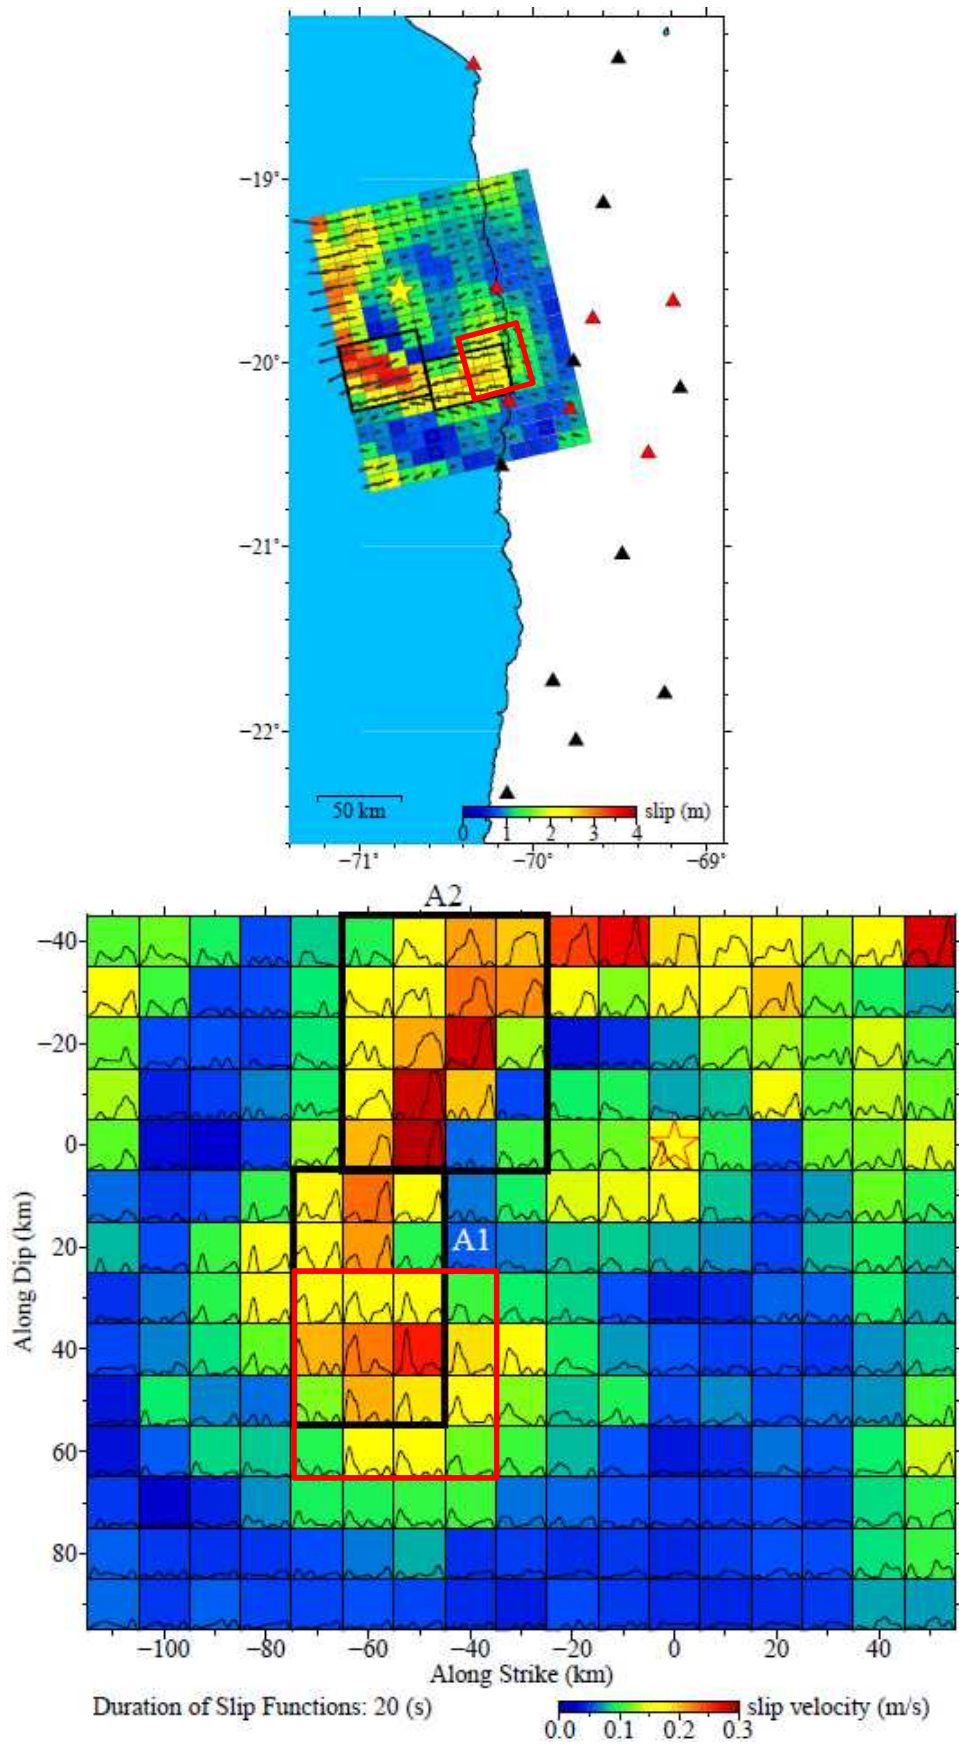 −19°
−20°
−21°
−22°
50 km
slip (m)
0 1 2 3 4
−71° −70° −69°
A2
−40
−20
0
20
40
60
80
Along Dip (km)
A1
−100 −80 −60 −40 −20 0 20 40
Along Strike (km)
Duration of Slip Functions: 20 (s)
slip velocity (m/s)
0.0 0.1 0.2 0.3